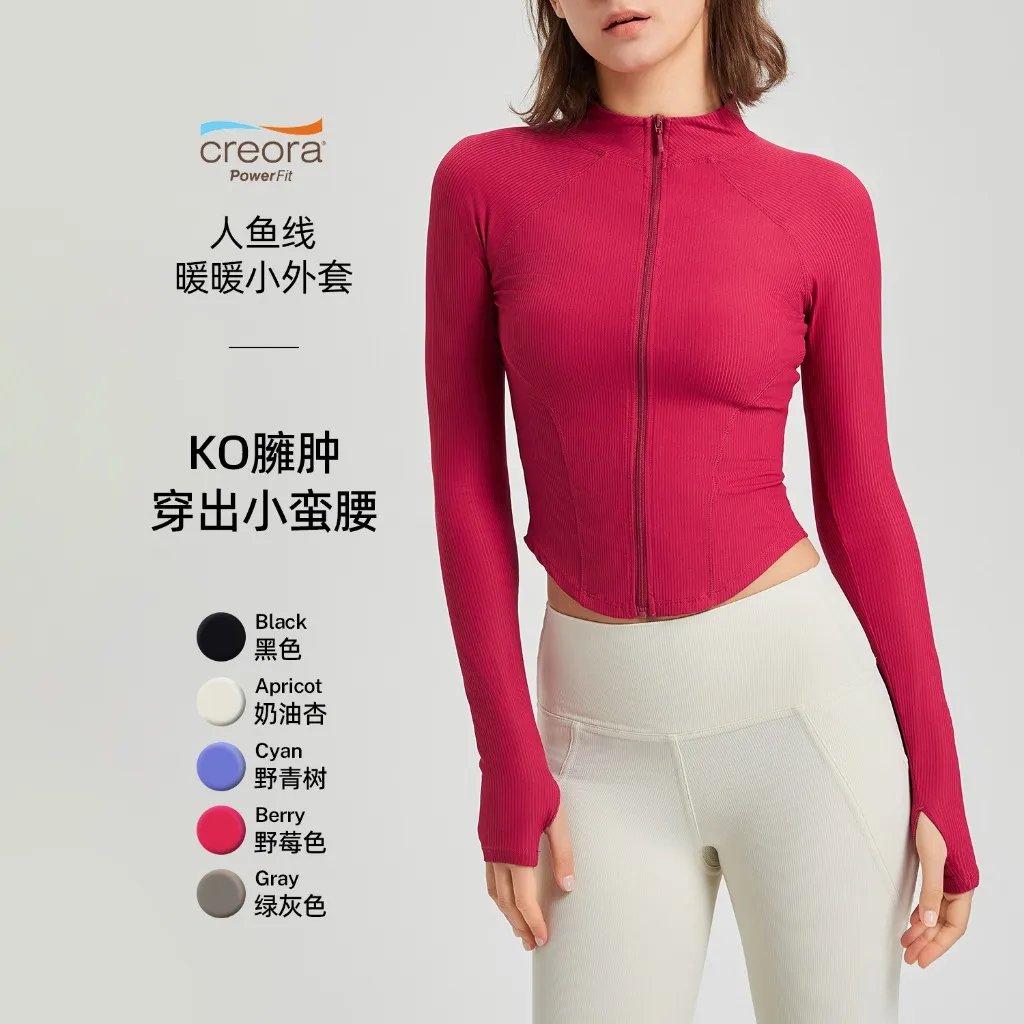 creora®
PowerFit
人鱼线
暖暖小外套
KO臃肿
穿出小蛮腰
Black
黑色
Apricot
奶油杏
Cyan
野青树
Berry
野莓色
Gray
绿灰色